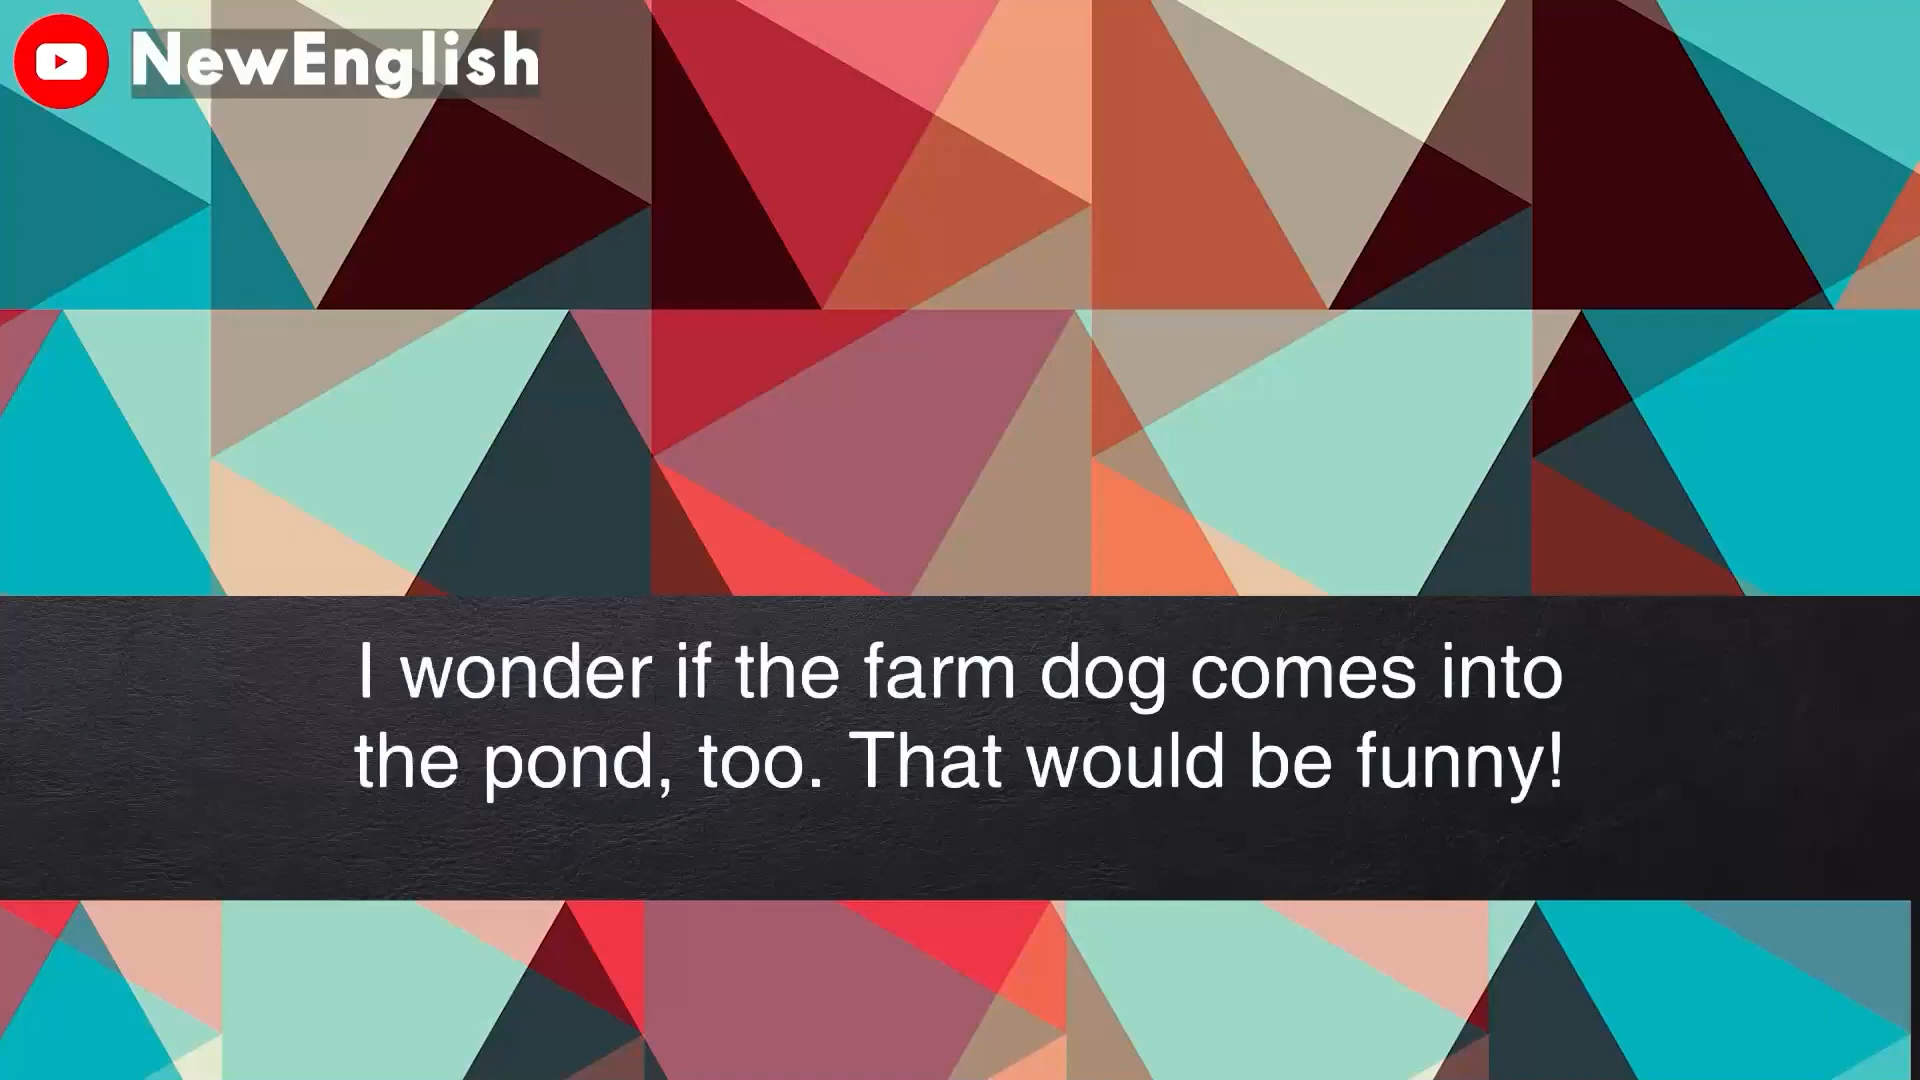 NewEnglish
I wonder if the farm dog comes into
the pond, too. That would be funny!